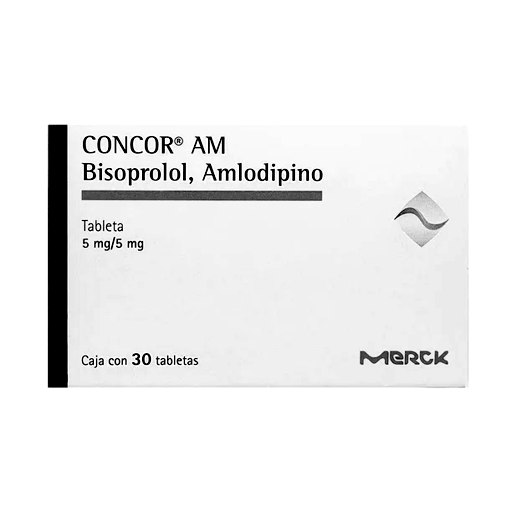 CONCOR® AM
Bisoprolol, Amlodipino
Tableta
5 mg/5 mg
Caja con 30 tabletas
Merck